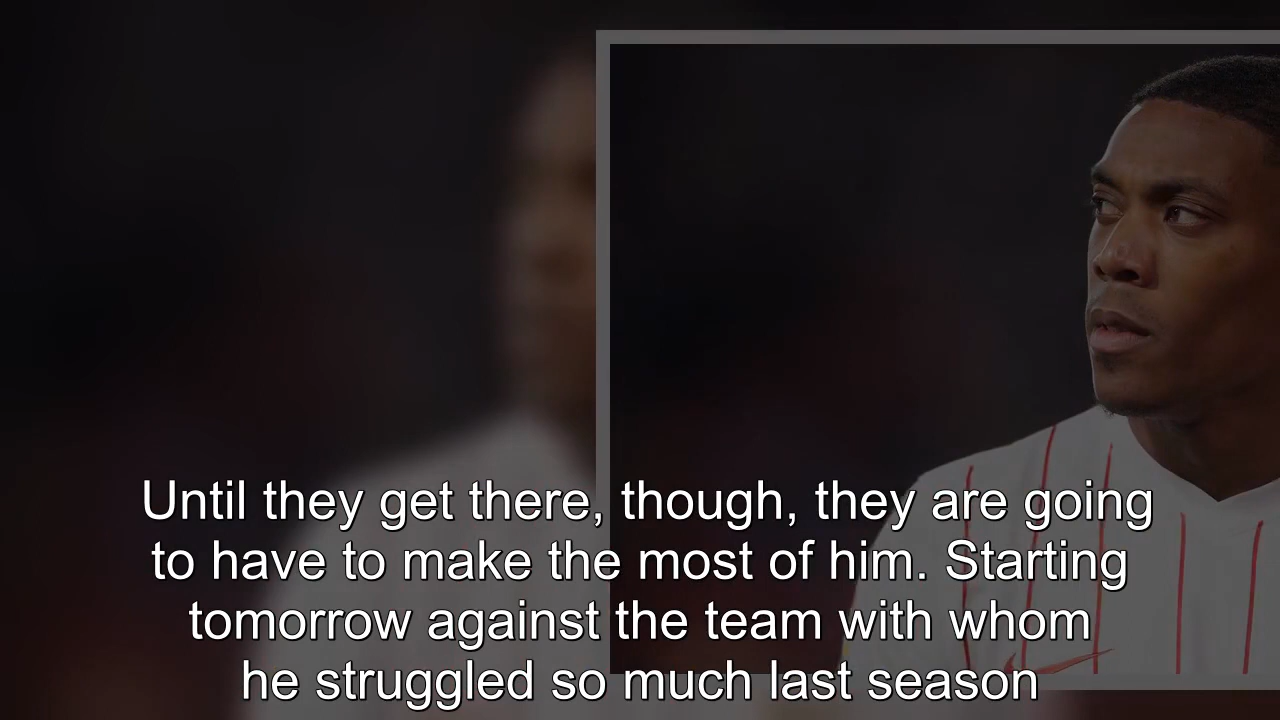 Until they get there, though, they are going
to have to make the most of him. Starting
tomorrow against the team with whom
he struggled so much last season